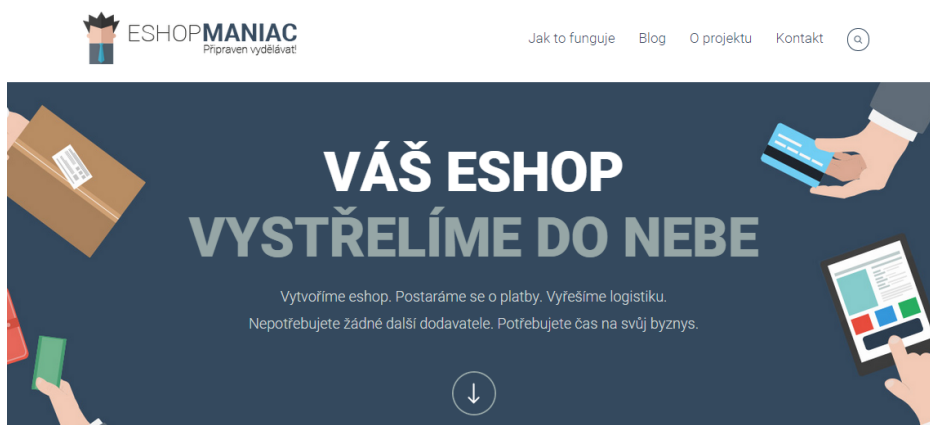 ESHOPMANIAC
Připraven vydělávat!
Jak to funguje Blog O projektu Kontakt
VÁŠ ESHOP
VYSTŘELÍME DO NEBE
Vytvoříme eshop. Postaráme se o platby. Vyřešíme logistiku.
Nepotřebujete žádné další dodavatele. Potřebujete čas na svůj byznys.